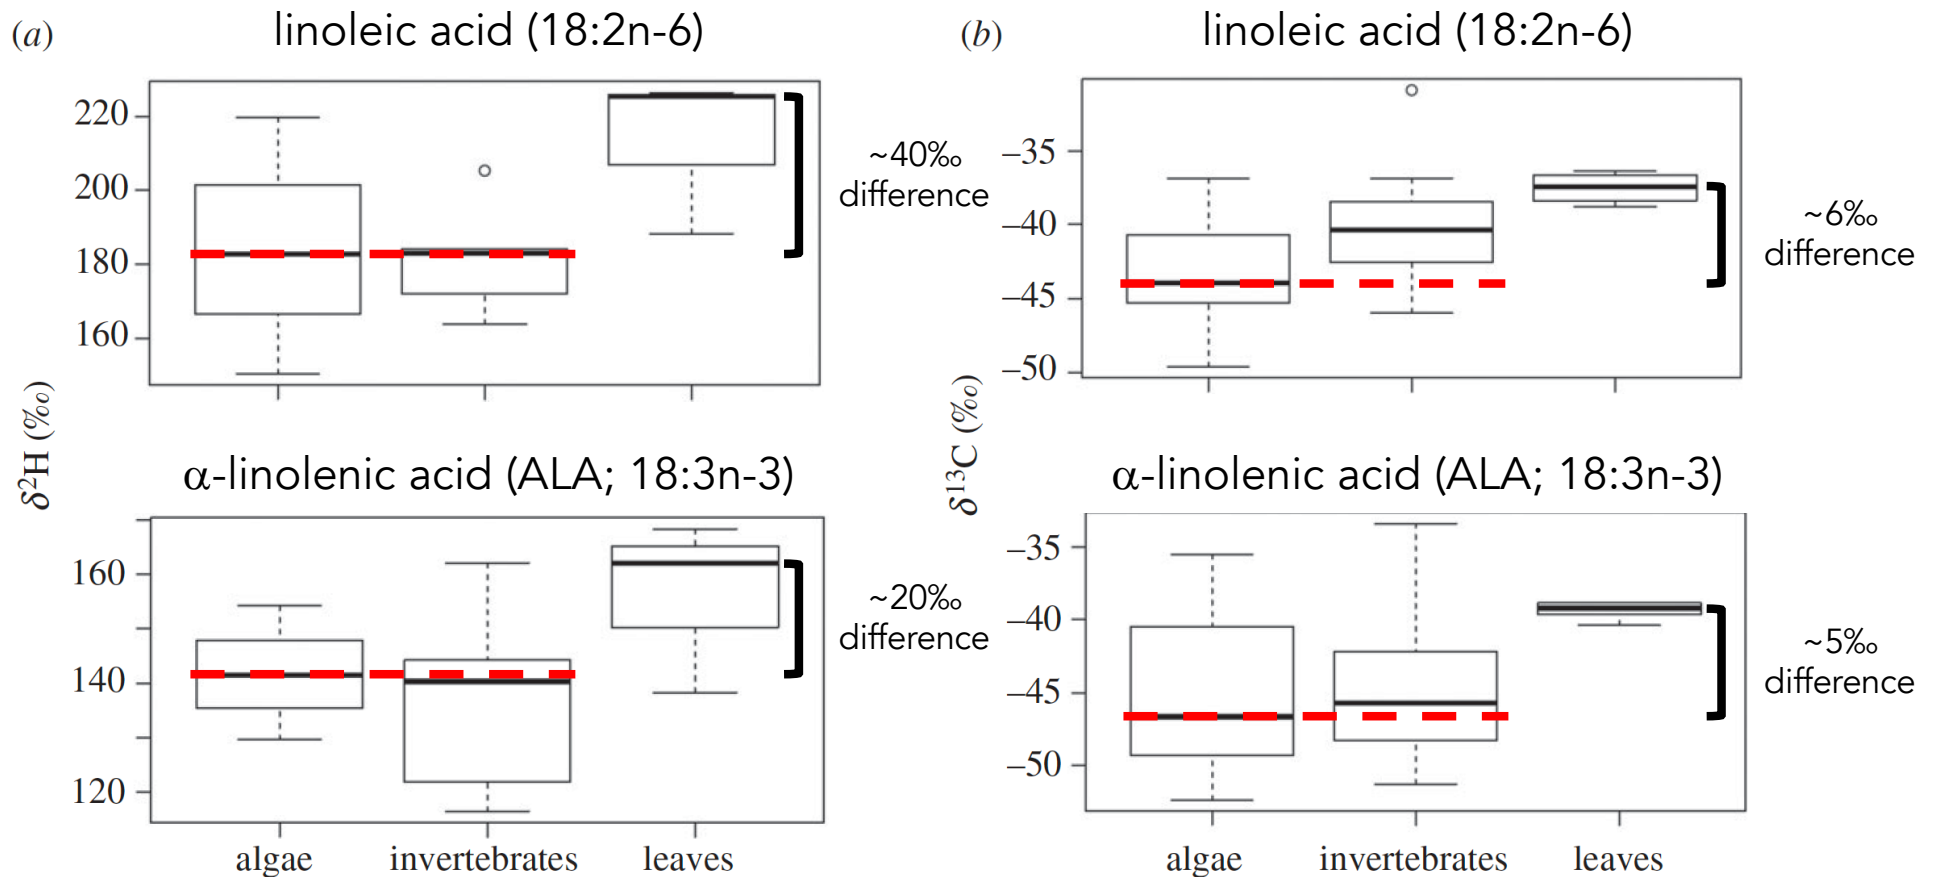 (a)
linoleic acid (18:2n-6)
220
200
180
160
~40‰
difference
δ²H (‰)
α-linolenic acid (ALA; 18:3n-3)
160
140
120
~20‰
difference
algae
invertebrates
leaves
(b)
linoleic acid (18:2n-6)
–35
–40
–45
–50
~6‰
difference
δ¹³C (‰)
α-linolenic acid (ALA; 18:3n-3)
–35
–40
–45
–50
~5‰
difference
algae
invertebrates
leaves